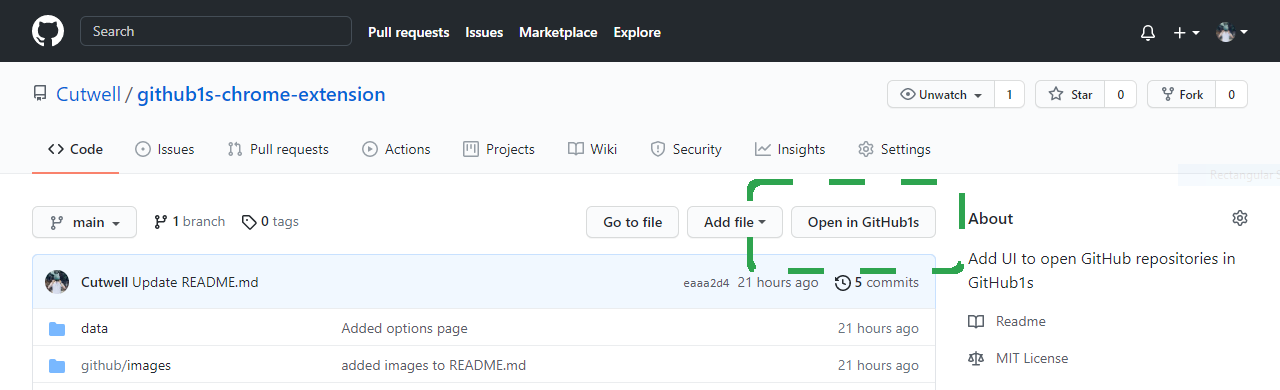 Search Pull requests Issues Marketplace Explore
Cutwell / github1s-chrome-extension Unwatch 1 Star 0 Fork 0
Code Issues Pull requests Actions Projects Wiki Security Insights Settings
Rectangular S
main 1 branch 0 tags Go to file Add file Open in GitHub1s About
Add UI to open GitHub repositories in
GitHub1s
Cutwell Update README.md eaaa2d4 21 hours ago 5 commits
Readme
data Added options page 21 hours ago
MIT License
github/images added images to README.md 21 hours ago